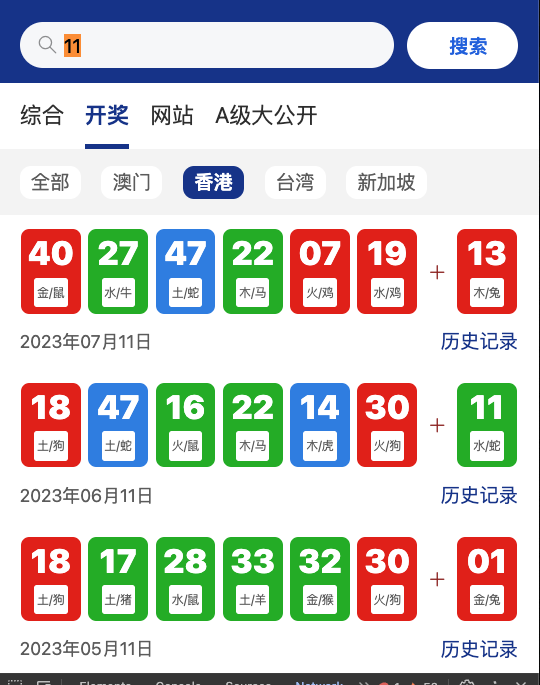 11 搜索
综合 开奖 网站 A级大公开
全部 澳门 香港 台湾 新加坡
40 27 47 22 07 19 + 13
金/鼠 水/牛 土/蛇 木/马 火/鸡 水/鸡 木/兔
2023年07月11日 历史记录
18 47 16 22 14 30 + 11
土/狗 土/蛇 火/鼠 木/马 木/虎 火/狗 水/蛇
2023年06月11日 历史记录
18 17 28 33 32 30 + 01
土/狗 土/猪 水/鼠 土/羊 金/猴 火/狗 金/兔
2023年05月11日 历史记录
Elements Console Sources Network